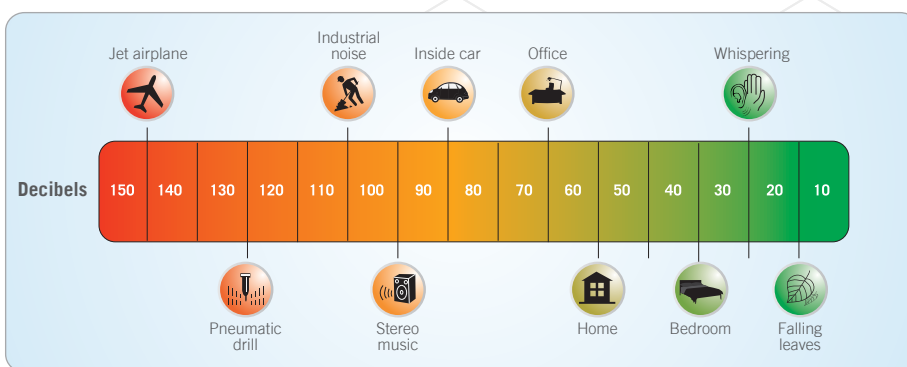 Jet airplane
Industrial
noise
Inside car
Office
Whispering
Decibels
150 140 130 120 110 100 90 80 70 60 50 40 30 20 10
Pneumatic
drill
Stereo
music
Home
Bedroom
Falling
leaves